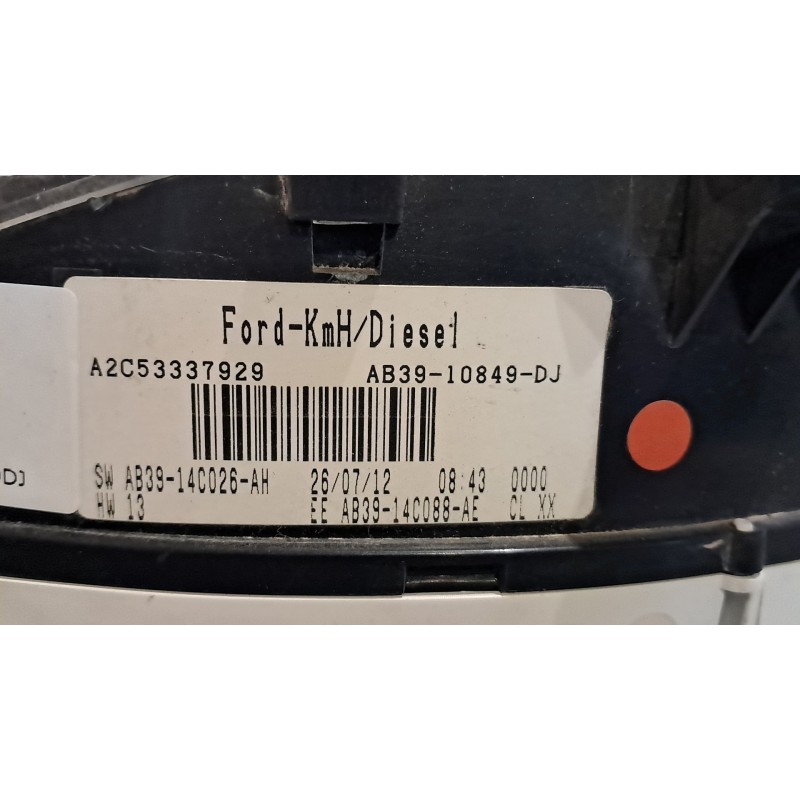 Ford-KmH/Diesel
A2C53337929 AB39-10849-DJ
SW AB39-14C026-AH 26/07/12 08:43 0000
HW 13 EE AB39-14C088-AE CL XX
DJ